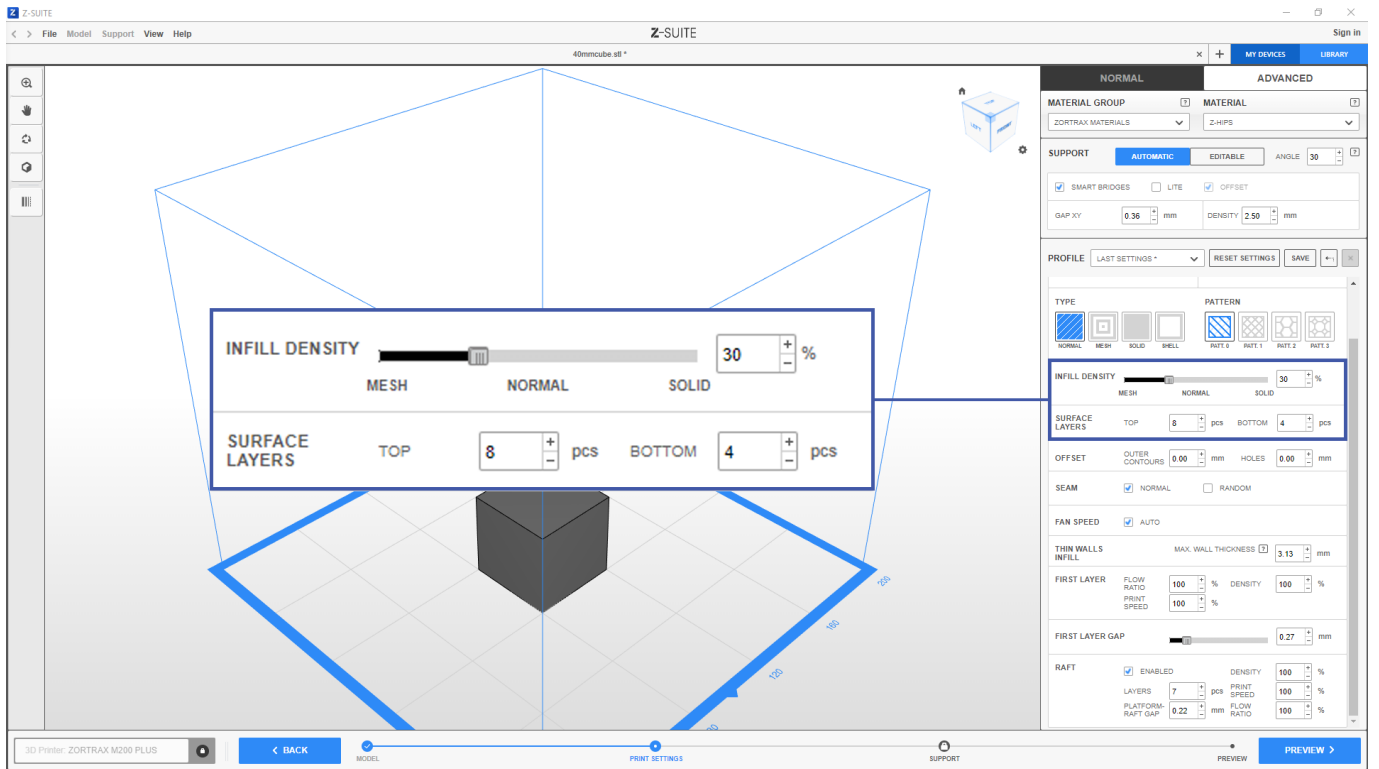 Z-SUITE
File Model Support View Help
Z-SUITE
Sign in
40mmcube.stl *
MY DEVICES LIBRARY
NORMAL ADVANCED
MATERIAL GROUP ? MATERIAL ?
ZORTRAX MATERIALS Z-HIPS
SUPPORT AUTOMATIC EDITABLE ANGLE 30 ?
SMART BRIDGES LITE OFFSET
GAP XY 0.36 mm DENSITY 2.50 mm
PROFILE LAST SETTINGS * RESET SETTINGS SAVE
TYPE PATTERN
NORMAL MESH SOLID SHELL PATT. 0 PATT. 1 PATT. 2 PATT. 3
INFILL DENSITY 30 %
MESH NORMAL SOLID
SURFACE LAYERS TOP 8 pcs BOTTOM 4 pcs
OFFSET OUTER CONTOURS 0.00 mm HOLES 0.00 mm
SEAM NORMAL RANDOM
FAN SPEED AUTO
THIN WALLS INFILL MAX. WALL THICKNESS ? 3.13 mm
FIRST LAYER FLOW RATIO 100 % DENSITY 100 %
PRINT SPEED 100 %
FIRST LAYER GAP 0.27 mm
RAFT ENABLED DENSITY 100 %
LAYERS 7 pcs PRINT SPEED 100 %
PLATFORM-RAFT GAP 0.22 mm FLOW RATIO 100 %
LEFT FRONT
INFILL DENSITY 30 %
MESH NORMAL SOLID
SURFACE LAYERS TOP 8 pcs BOTTOM 4 pcs
200
160
120
3D Printer: ZORTRAX M200 PLUS
< BACK
MODEL
PRINT SETTINGS
SUPPORT
PREVIEW
PREVIEW >